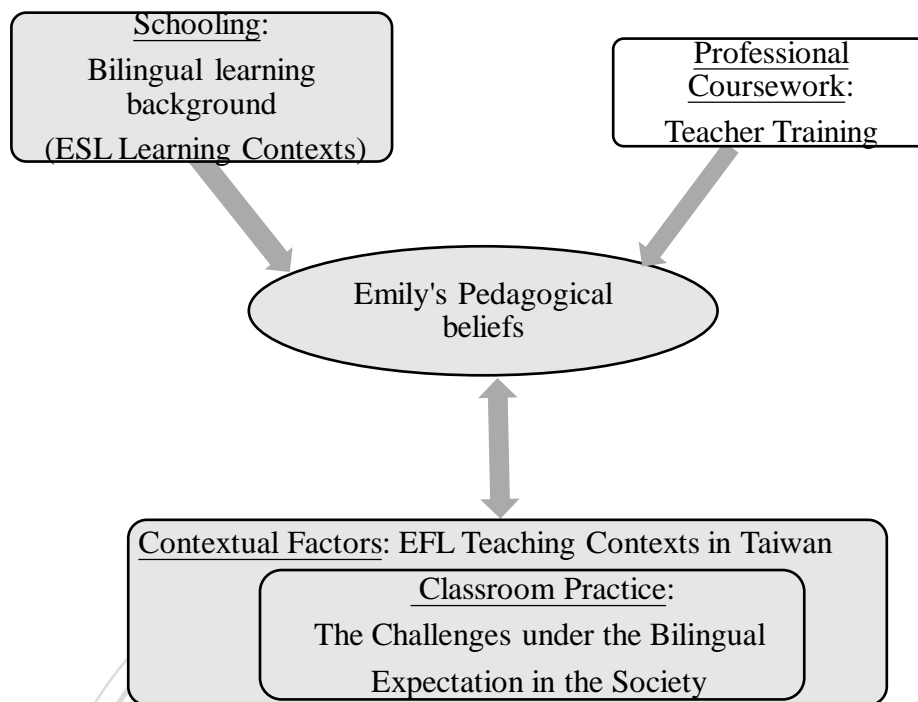 Schooling:
Bilingual learning
background
(ESL Learning Contexts)
Professional
Coursework:
Teacher Training
Emily's Pedagogical
beliefs
Contextual Factors: EFL Teaching Contexts in Taiwan
Classroom Practice:
The Challenges under the Bilingual
Expectation in the Society